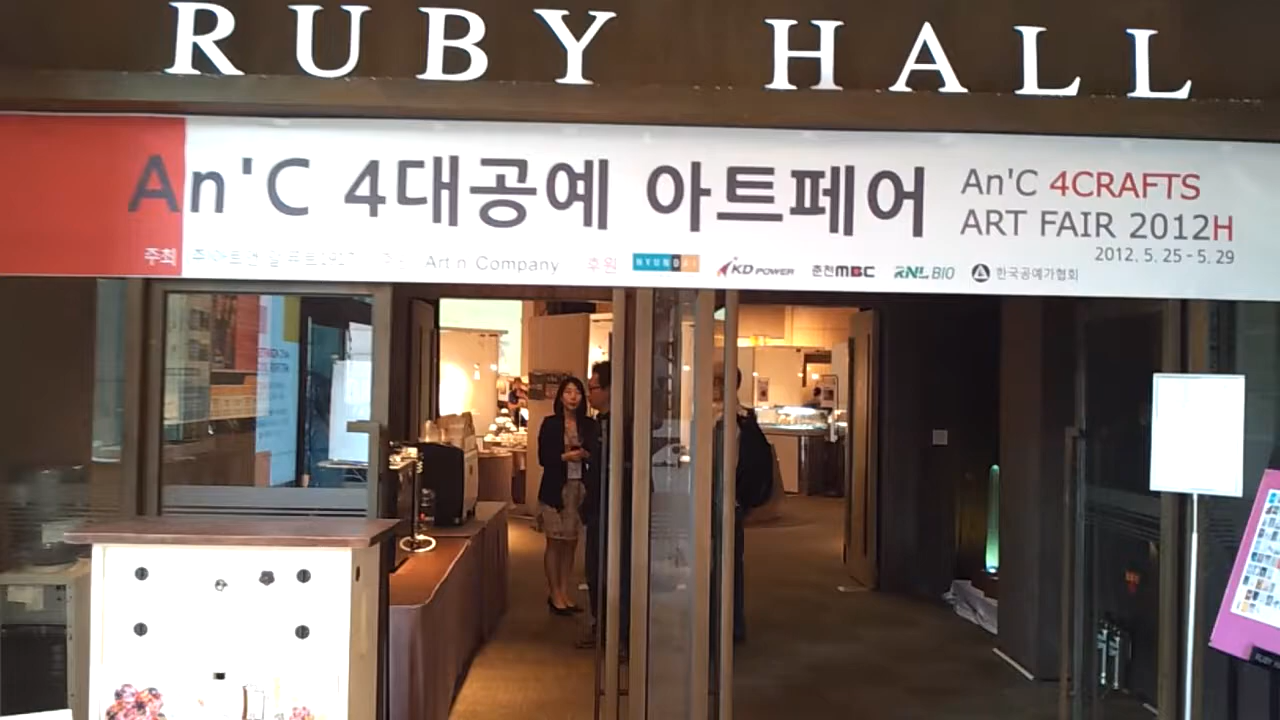 RUBY HALL
An'C 4대공예 아트페어
An'C 4CRAFTS
ART FAIR 2012H
2012. 5. 25 - 5. 29
주최 Art n Company 후원 HYUNDAI KD POWER 춘천MBC RNL BIO 한국공예가협회